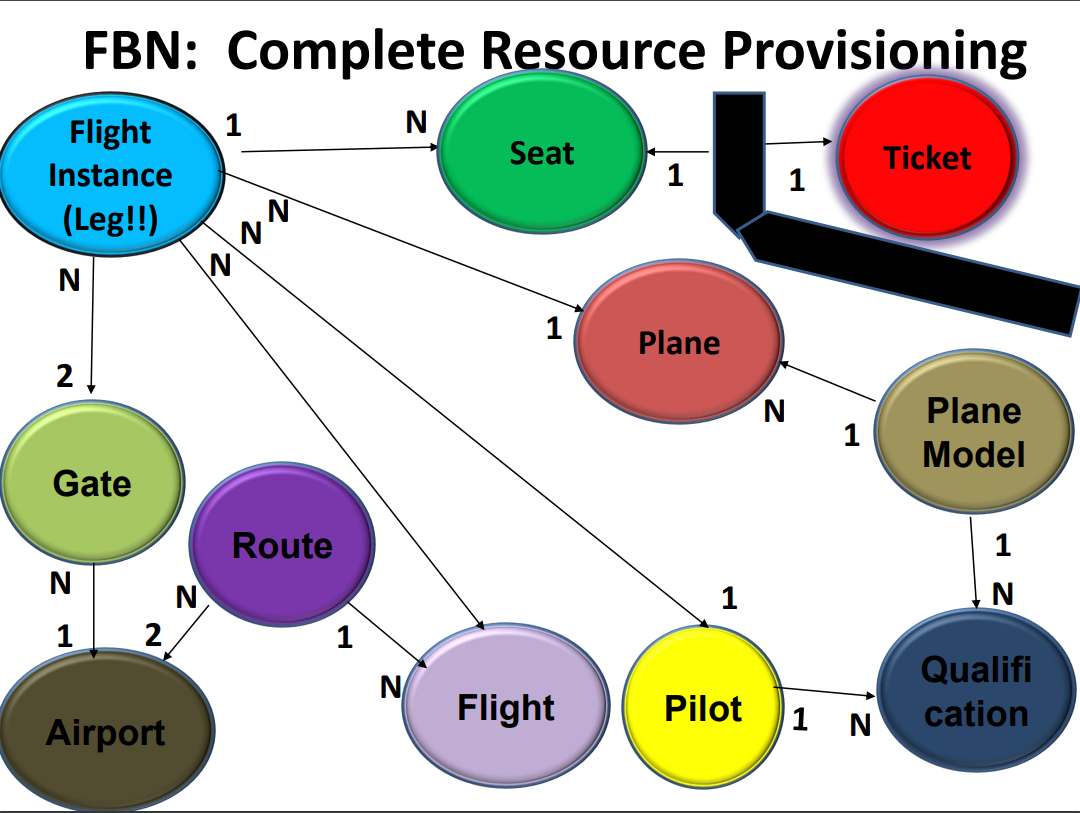 FBN:  Complete Resource Provisioning
Flight
Instance
(Leg!!)
1
N
Seat
1
1
Ticket
N
N
N
N
2
1
Plane
N
1
Plane
Model
Gate
Route
N
1
N
2
1
N
Airport
Flight
1
Pilot
1
N
1
N
Qualifi
cation